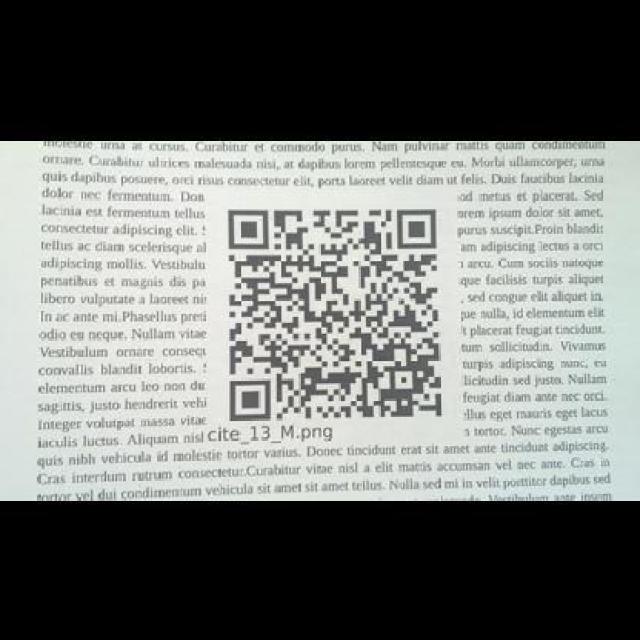 molestie urna at cursus. Curabitur et commodo purus. Nam pulvinar mattis quam condimentum
ornare. Curabitur ultrices malesuada nisi, at dapibus lorem pellentesque eu. Morbi ullamcorper, urna
quis dapibus posuere, orci risus consectetur elit, porta laoreet velit diam ut felis. Duis faucibus lacinia
dolor nec fermentum. Don od metus et placerat. Sed
lacinia est fermentum tellus orem ipsum dolor sit amet,
consectetur adipiscing elit. purus suscipit.Proin blandit
tellus ac diam scelerisque al am adipiscing lectus a orci
adipiscing mollis. Vestibulu arcu. Cum sociis natoque
penatibus et magnis dis pa que facilisis turpis aliquet
libero vulputate a laoreet , sed congue elit aliquet in.
In ac ante mi.Phasellus preti pe nulla, id elementum elit
odio eu neque. Nullam vitae t placerat feugiat tincidunt.
Vestibulum ornare consequ tum sollicitudin. Vivamus
convallis blandit lobortis. turpis adipiscing nunc, eu
elementum arcu leo non du licitudin sed justo. Nullam
sagittis, justo hendrerit vehi feugiat diam ante nec orci.
Integer volutpat massa vitae llus eget mauris eget lacus
iaculis luctus. Aliquam nisl cite_13_M.png tortor. Nunc egestas arcu
quis nibh vehicula id molestie tortor varius. Donec tincidunt erat sit amet ante tincidunt adipiscing.
Cras interdum rutrum consectetur.Curabitur vitae nisl a elit mattis accumsan vel nec ante. Cras in
tortor vel dui condimentum vehicula sit amet sit amet tellus. Nulla sed mi in velit porttitor dapibus sed
Vestibulum ante ipsum